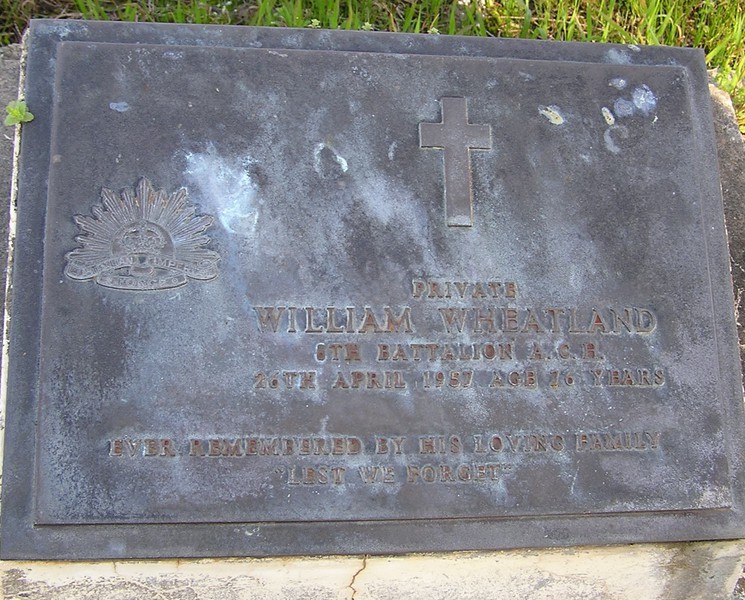 PRIVATE
WILLIAM WHEATLAND
8TH BATTALION A.C.H.
26TH APRIL 1957 AGE 76 YEARS
EVER REMEMBERED BY HIS LOVING FAMILY
"LEST WE FORGET"